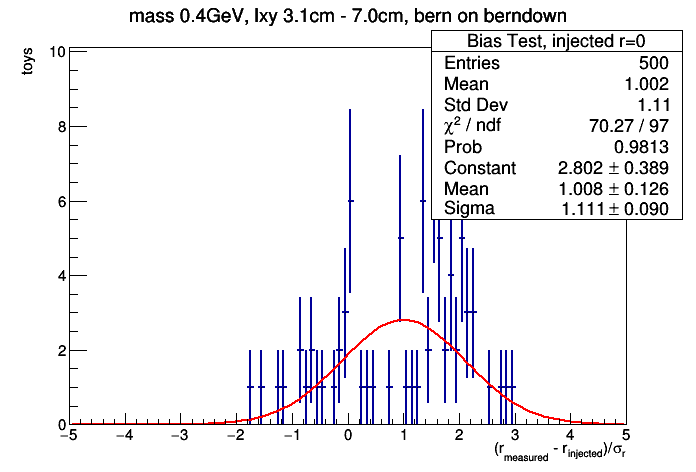 mass 0.4GeV, lxy 3.1cm - 7.0cm, bern on berndown
Bias Test, injected r=0
Entries 500
Mean 1.002
Std Dev 1.11
χ² / ndf 70.27 / 97
Prob 0.9813
Constant 2.802 ± 0.389
Mean 1.008 ± 0.126
Sigma 1.111 ± 0.090
toys
10
8
6
4
2
0
−5 −4 −3 −2 −1 0 1 2 3 4 5
(r_measured - r_injected)/σ_r